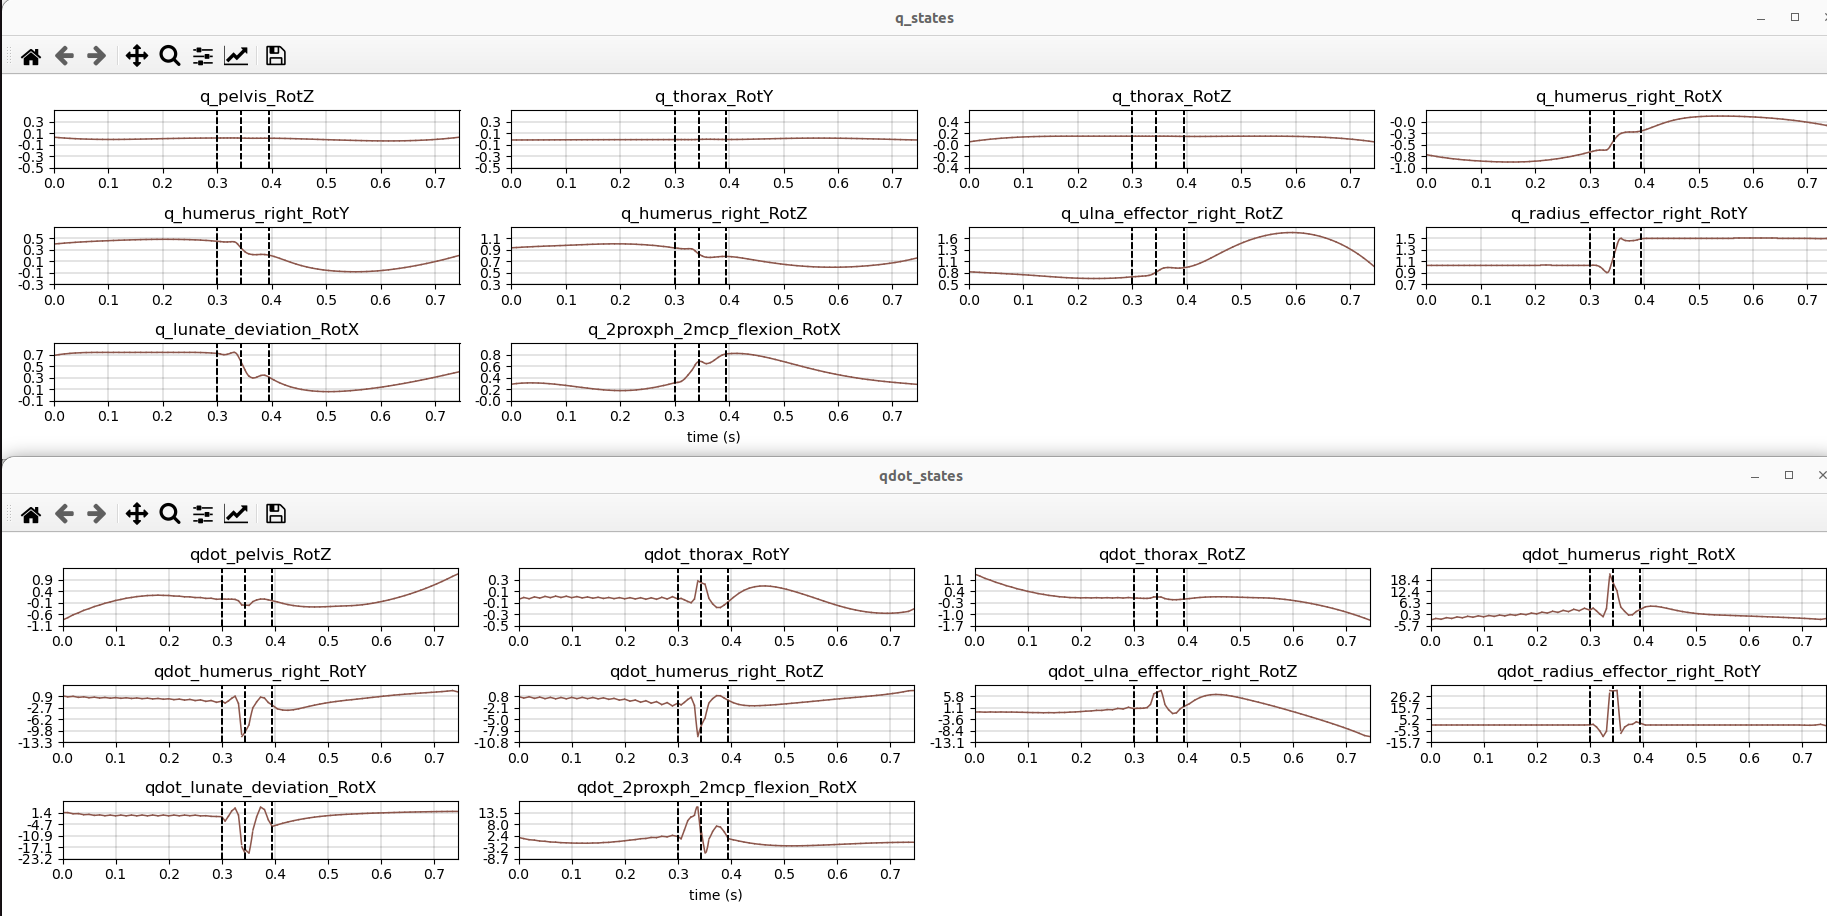 q_states
q_pelvis_RotZ
0.3
0.1
-0.1
-0.3
-0.5
0.0 0.1 0.2 0.3 0.4 0.5 0.6 0.7
q_thorax_RotY
0.3
0.1
-0.1
-0.3
-0.5
0.0 0.1 0.2 0.3 0.4 0.5 0.6 0.7
q_thorax_RotZ
0.4
0.2
-0.0
-0.2
-0.4
0.0 0.1 0.2 0.3 0.4 0.5 0.6 0.7
q_humerus_right_RotX
-0.0
-0.3
-0.5
-0.8
-1.0
0.0 0.1 0.2 0.3 0.4 0.5 0.6 0.7
q_humerus_right_RotY
0.5
0.3
0.1
-0.1
-0.3
0.0 0.1 0.2 0.3 0.4 0.5 0.6 0.7
q_humerus_right_RotZ
1.1
0.9
0.7
0.5
0.3
0.0 0.1 0.2 0.3 0.4 0.5 0.6 0.7
q_ulna_effector_right_RotZ
1.6
1.3
1.1
0.8
0.5
0.0 0.1 0.2 0.3 0.4 0.5 0.6 0.7
q_radius_effector_right_RotY
1.5
1.3
1.1
0.9
0.7
0.0 0.1 0.2 0.3 0.4 0.5 0.6 0.7
q_lunate_deviation_RotX
0.7
0.5
0.3
0.1
-0.1
0.0 0.1 0.2 0.3 0.4 0.5 0.6 0.7
q_2proxph_2mcp_flexion_RotX
0.8
0.6
0.4
0.2
-0.0
0.0 0.1 0.2 0.3 0.4 0.5 0.6 0.7
time (s)
qdot_states
qdot_pelvis_RotZ
0.9
0.4
-0.1
-0.6
-1.1
0.0 0.1 0.2 0.3 0.4 0.5 0.6 0.7
qdot_thorax_RotY
0.3
0.1
-0.1
-0.3
-0.5
0.0 0.1 0.2 0.3 0.4 0.5 0.6 0.7
qdot_thorax_RotZ
1.1
0.4
-0.3
-1.0
-1.7
0.0 0.1 0.2 0.3 0.4 0.5 0.6 0.7
qdot_humerus_right_RotX
18.4
12.4
6.3
0.3
-5.7
0.0 0.1 0.2 0.3 0.4 0.5 0.6 0.7
qdot_humerus_right_RotY
0.9
-2.7
-6.2
-9.8
-13.3
0.0 0.1 0.2 0.3 0.4 0.5 0.6 0.7
qdot_humerus_right_RotZ
0.8
-2.1
-5.0
-7.9
-10.8
0.0 0.1 0.2 0.3 0.4 0.5 0.6 0.7
qdot_ulna_effector_right_RotZ
5.8
1.1
-3.6
-8.4
-13.1
0.0 0.1 0.2 0.3 0.4 0.5 0.6 0.7
qdot_radius_effector_right_RotY
26.2
15.7
5.2
-5.3
-15.7
0.0 0.1 0.2 0.3 0.4 0.5 0.6 0.7
qdot_lunate_deviation_RotX
1.4
-4.7
-10.9
-17.1
-23.2
0.0 0.1 0.2 0.3 0.4 0.5 0.6 0.7
qdot_2proxph_2mcp_flexion_RotX
13.5
8.0
2.4
-3.2
-8.7
0.0 0.1 0.2 0.3 0.4 0.5 0.6 0.7
time (s)